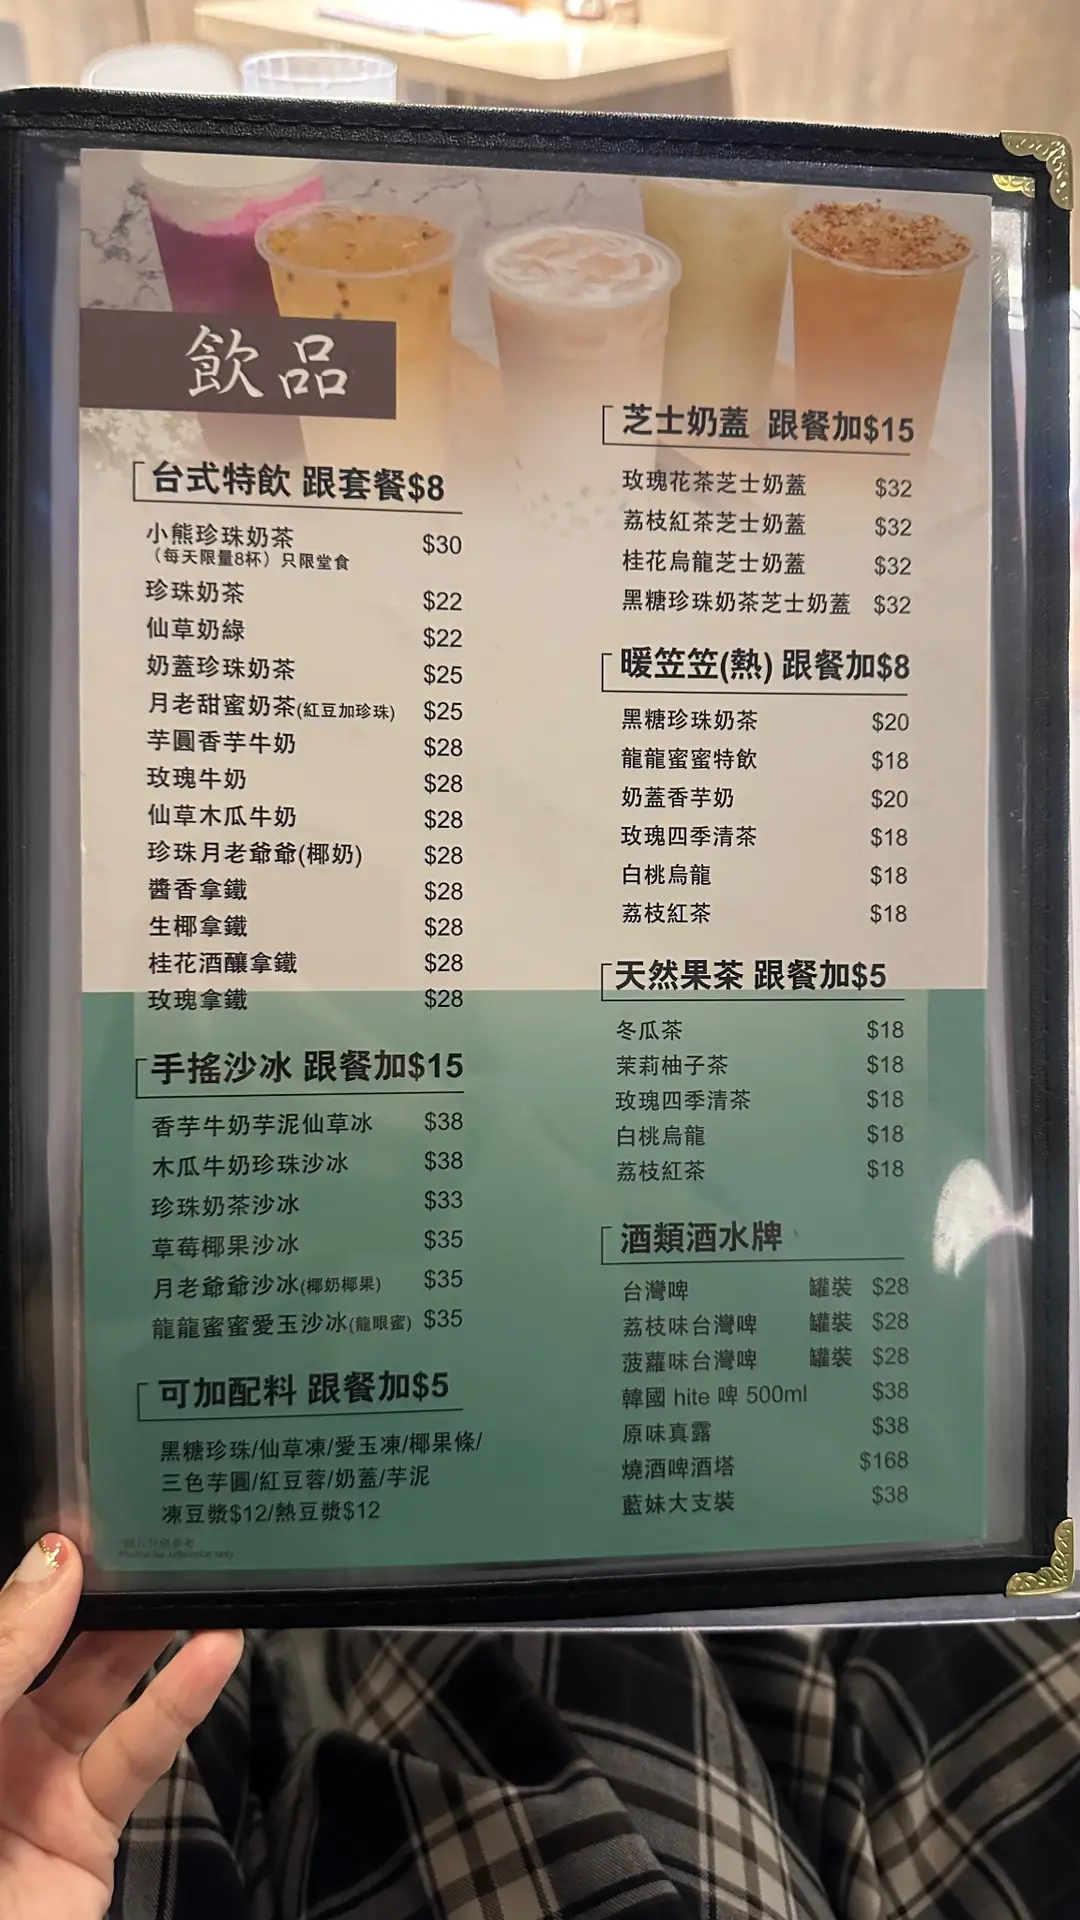 飲品
台式特飲 跟套餐$8
小熊珍珠奶茶 $30
（每天限量8杯）只限堂食
珍珠奶茶 $22
仙草奶綠 $22
奶蓋珍珠奶茶 $25
月老甜蜜奶茶(紅豆加珍珠) $25
芋圓香芋牛奶 $28
玫瑰牛奶 $28
仙草木瓜牛奶 $28
珍珠月老爺爺(椰奶) $28
醬香拿鐵 $28
生椰拿鐵 $28
桂花酒釀拿鐵 $28
玫瑰拿鐵 $28
手搖沙冰 跟餐加$15
香芋牛奶芋泥仙草冰 $38
木瓜牛奶珍珠沙冰 $38
珍珠奶茶沙冰 $33
草莓椰果沙冰 $35
月老爺爺沙冰(椰奶椰果) $35
龍龍蜜蜜愛玉沙冰(龍眼蜜) $35
可加配料 跟餐加$5
黑糖珍珠/仙草凍/愛玉凍/椰果條/
三色芋圓/紅豆蓉/奶蓋/芋泥
凍豆漿$12/熱豆漿$12
*圖片只供參考
Photos for reference only
芝士奶蓋 跟餐加$15
玫瑰花茶芝士奶蓋 $32
荔枝紅茶芝士奶蓋 $32
桂花烏龍芝士奶蓋 $32
黑糖珍珠奶茶芝士奶蓋 $32
暖笠笠(熱) 跟餐加$8
黑糖珍珠奶茶 $20
龍龍蜜蜜特飲 $18
奶蓋香芋奶 $20
玫瑰四季清茶 $18
白桃烏龍 $18
荔枝紅茶 $18
天然果茶 跟餐加$5
冬瓜茶 $18
茉莉柚子茶 $18
玫瑰四季清茶 $18
白桃烏龍 $18
荔枝紅茶 $18
酒類酒水牌
台灣啤 罐裝 $28
荔枝味台灣啤 罐裝 $28
菠蘿味台灣啤 罐裝 $28
韓國 hite 啤 500ml $38
原味真露 $38
燒酒啤酒塔 $168
藍妹大支裝 $38